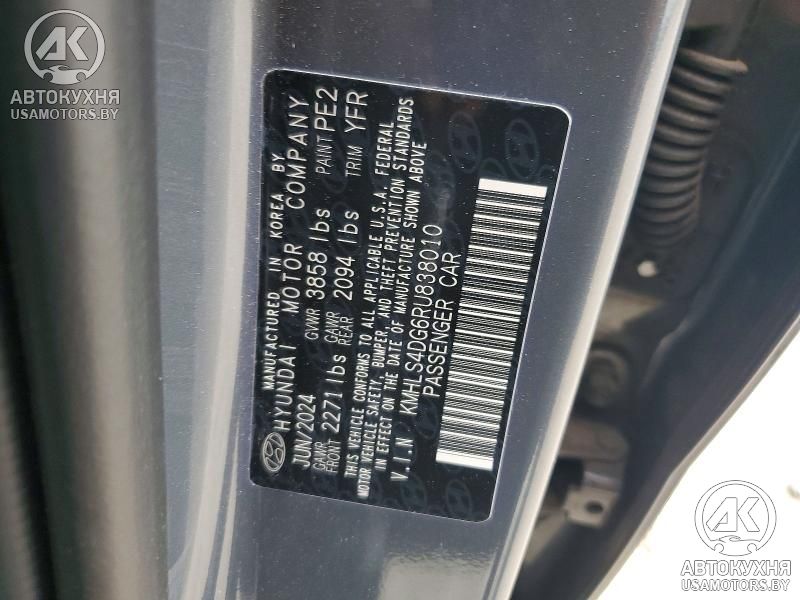 АВТОКУХНЯ
USAMOTORS.BY
MANUFACTURED IN KOREA BY
HYUNDAI MOTOR COMPANY
JUN/2024 GVWR 3858 lbs PAINT PE2
GAWR FRONT 2271 lbs GAWR REAR 2094 lbs TRIM YFR
THIS VEHICLE CONFORMS TO ALL APPLICABLE U.S.A. FEDERAL
MOTOR VEHICLE SAFETY, BUMPER, AND THEFT PREVENTION STANDARDS
IN EFFECT ON THE DATE OF MANUFACTURE SHOWN ABOVE
V.I.N KMHLS4DG6RU838010
PASSENGER CAR
АВТОКУХНЯ
USAMOTORS.BY